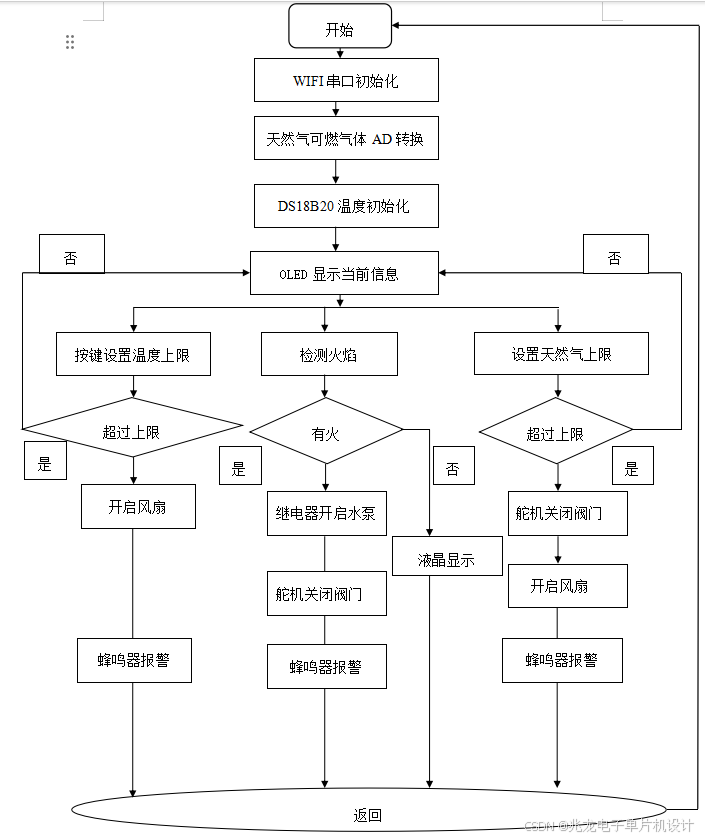 开始
WIFI 串口初始化
天然气可燃气体 AD 转换
DS18B20 温度初始化
否
否
OLED 显示当前信息
按键设置温度上限
检测火焰
设置天然气上限
超过上限
有火
超过上限
是
是
否
是
开启风扇
继电器开启水泵
舵机关闭阀门
液晶显示
舵机关闭阀门
开启风扇
蜂鸣器报警
蜂鸣器报警
蜂鸣器报警
返回
CSDN @兆龙电子单片机设计